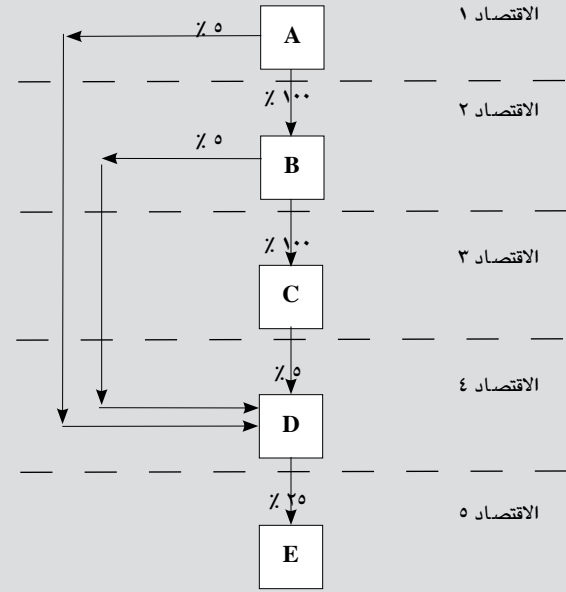 الاقتصاد ١
A
٥ ٪
١٠٠ ٪
الاقتصاد ٢
B
٥ ٪
١٠٠ ٪
الاقتصاد ٣
C
٥ ٪
الاقتصاد ٤
D
٢٥ ٪
الاقتصاد ٥
E